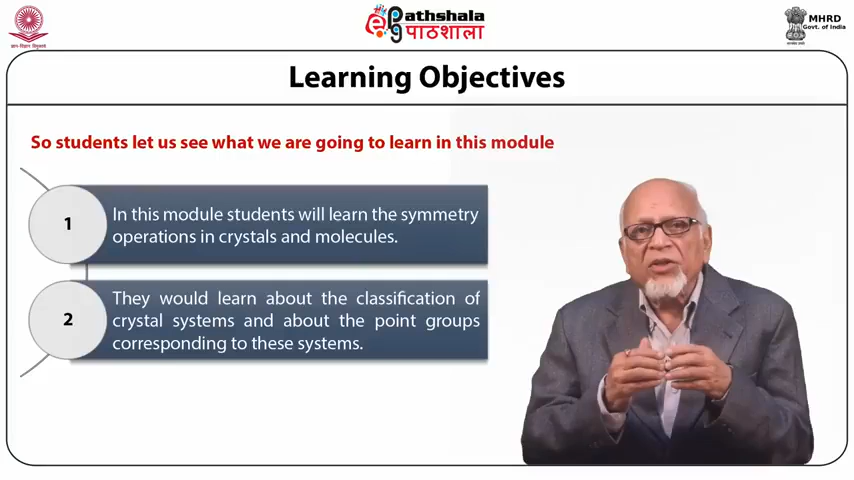 ePG Pathshala
पाठशाला
MHRD
Govt. of India
Learning Objectives
So students let us see what we are going to learn in this module
1
In this module students will learn the symmetry
operations in crystals and molecules.
2
They would learn about the classification of
crystal systems and about the point groups
corresponding to these systems.